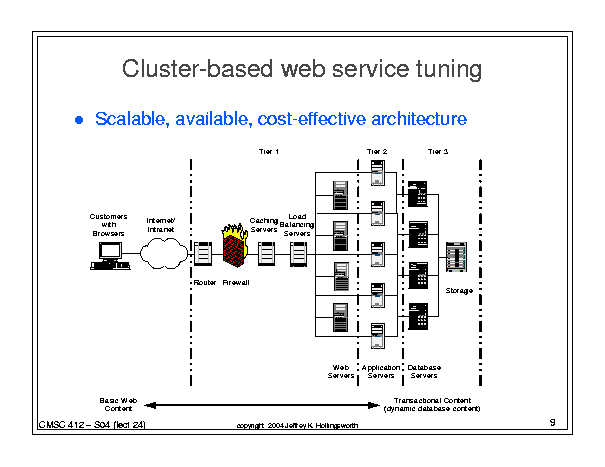 Cluster-based web service tuning
Scalable, available, cost-effective architecture
Tier 1
Tier 2
Tier 3
Customers
with
Browsers
Internet/
Intranet
Caching
Servers
Load
Balancing
Servers
Router
Firewall
Storage
Web
Servers
Application
Servers
Database
Servers
Basic Web
Content
Transactional Content
(dynamic database content)
CMSC 412 – S04 (lect 24)
copyright 2004 Jeffrey K. Hollingsworth
9